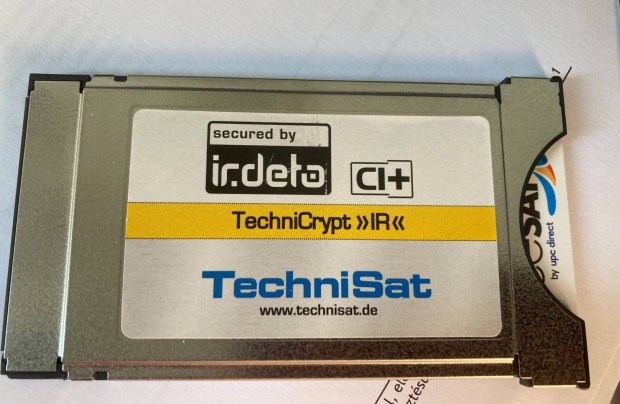 secured by
irdeto
CI+
TechniCrypt »IR«
TechniSat
www.technisat.de
by upc direct